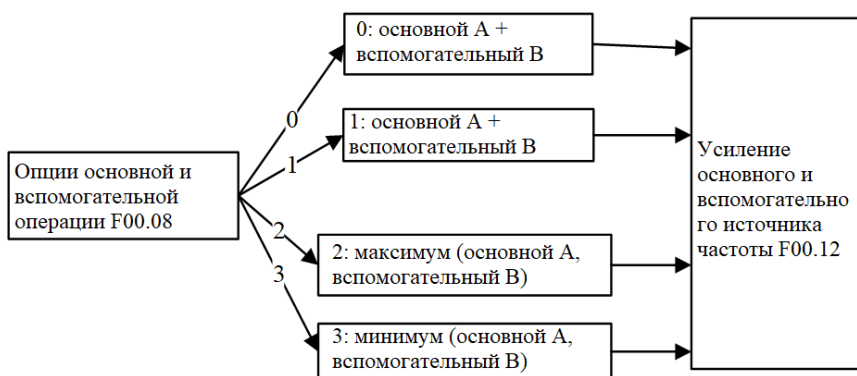 Опции основной и
вспомогательной
операции F00.08
0
1
2
3
0: основной А +
вспомогательный В
1: основной А +
вспомогательный В
2: максимум (основной А,
вспомогательный В)
3: минимум (основной А,
вспомогательный В)
Усиление
основного и
вспомогательно
го источника
частоты F00.12